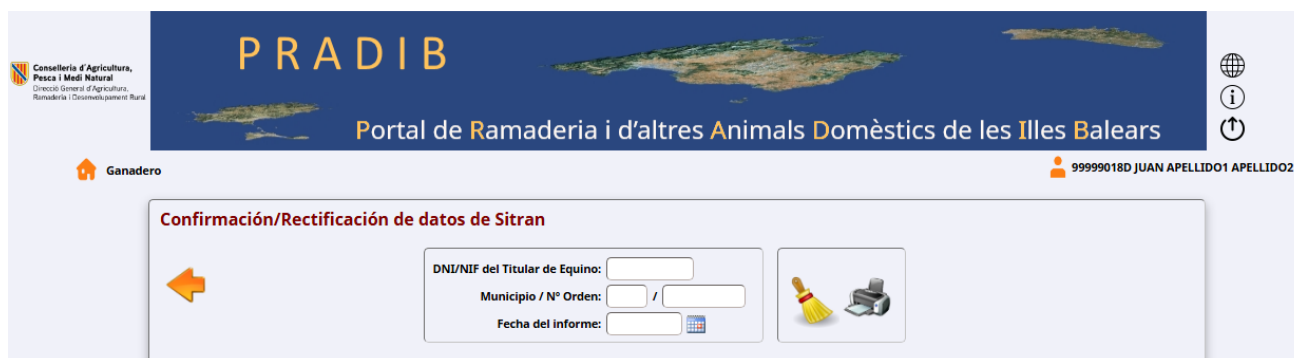 Conselleria d'Agricultura,
Pesca i Medi Natural
Direcció General d'Agricultura,
Ramaderia i Desenvolupament Rural
PRADIB
Portal de Ramaderia i d'altres Animals Domèstics de les Illes Balears
Ganadero
99999018D JUAN APELLIDO1 APELLIDO2
Confirmación/Rectificación de datos de Sitran
DNI/NIF del Titular de Equino:
Municipio / Nº Orden: /
Fecha del informe: